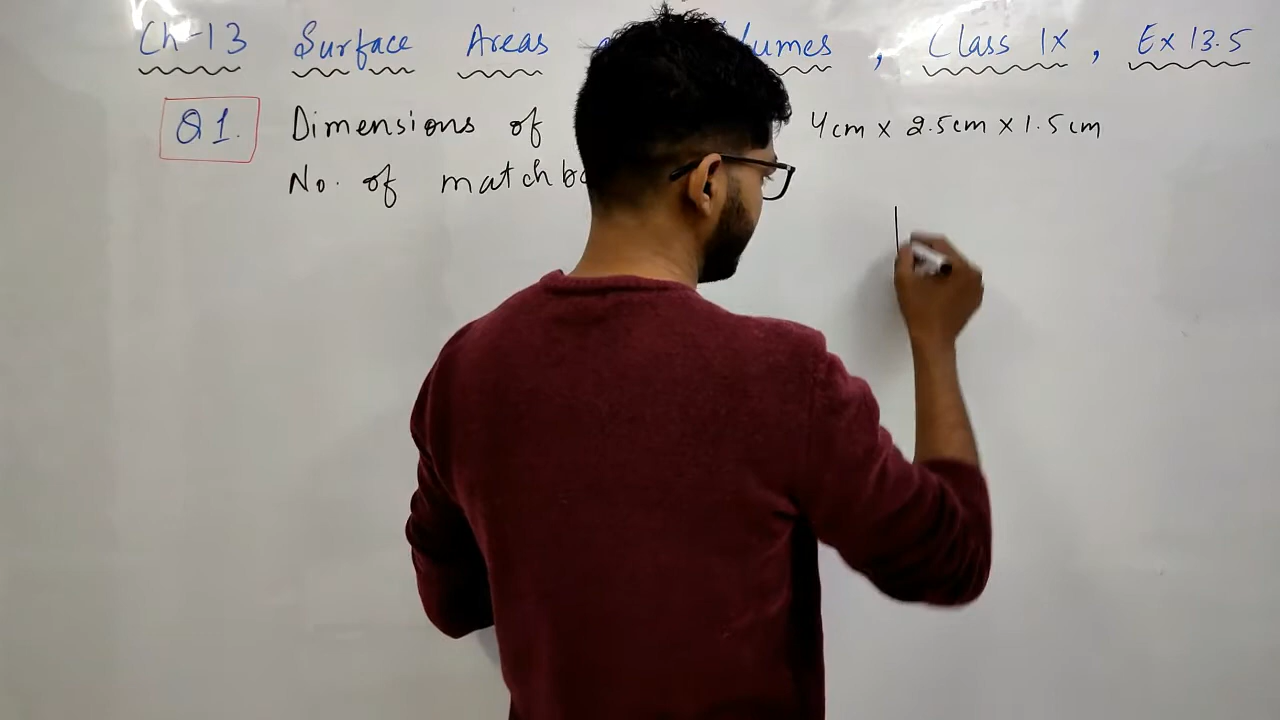 Ch-13 Surface Areas , Class IX , Ex 13.5
Q1. Dimensions of 4cm x 2.5cm x 1.5cm
No. of